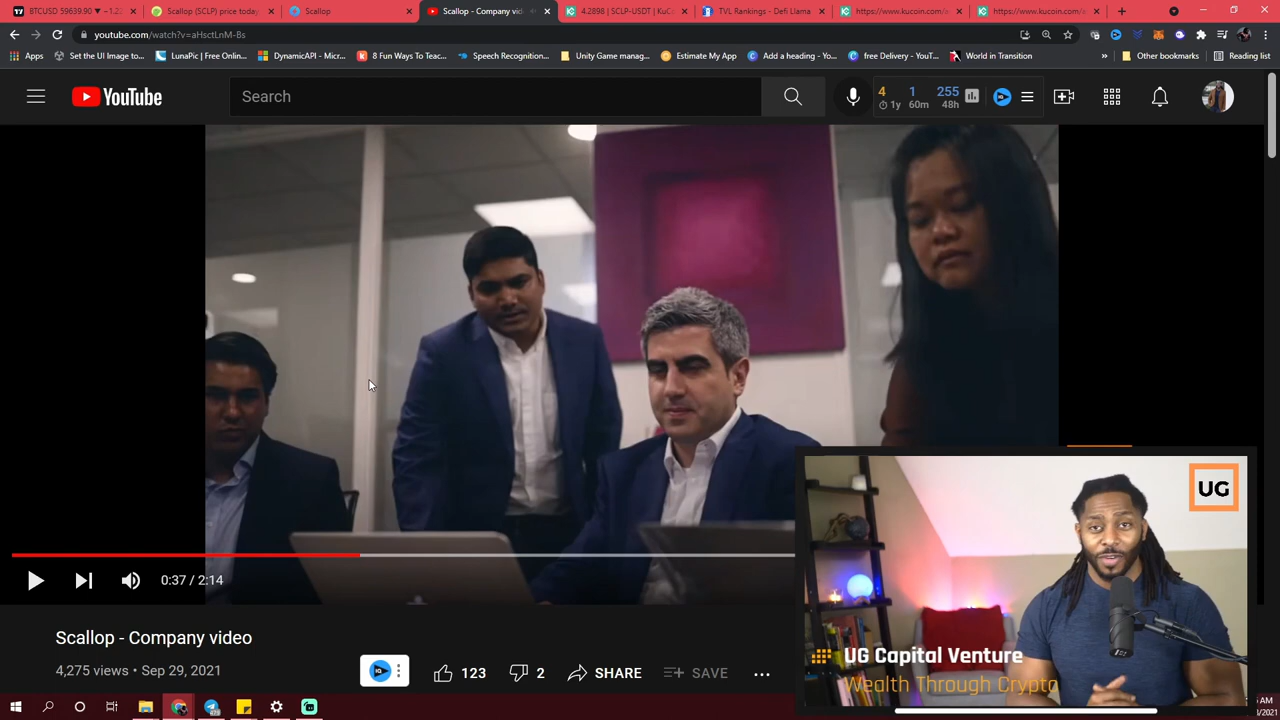 BTCUSD 59639.90 ▼ −1.2
Scallop (SCLP) price today
Scallop
Scallop - Company vid
4.2898 | SCLP-USDT | KuC
TVL Rankings - Defi Llama
https://www.kucoin.com/
https://www.kucoin.com/
youtube.com/watch?v=aHsctLnM-Bs
Apps
Set the UI Image to...
LunaPic | Free Onlin...
DynamicAPI - Micr...
8 Fun Ways To Teac...
Speech Recognition...
Unity Game manag...
Estimate My App
Add a heading - Yo...
free Delivery - YouT...
World in Transition
Other bookmarks
Reading list
YouTube
Search
4 1 255
1y 60m 48h
UG
0:37 / 2:14
Scallop - Company video
4,275 views • Sep 29, 2021
123
2
SHARE
SAVE
UG Capital Venture
Wealth Through Crypto